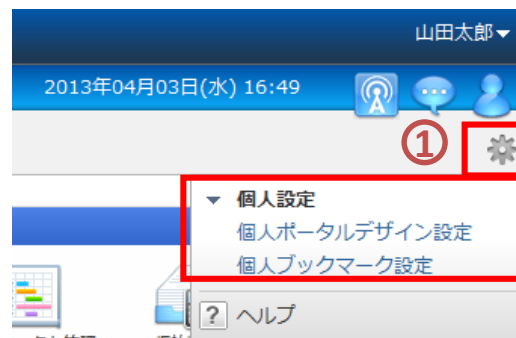 山田太郎▼
2013年04月03日(水) 16:49
①
▼ 個人設定
個人ポータルデザイン設定
個人ブックマーク設定
? ヘルプ